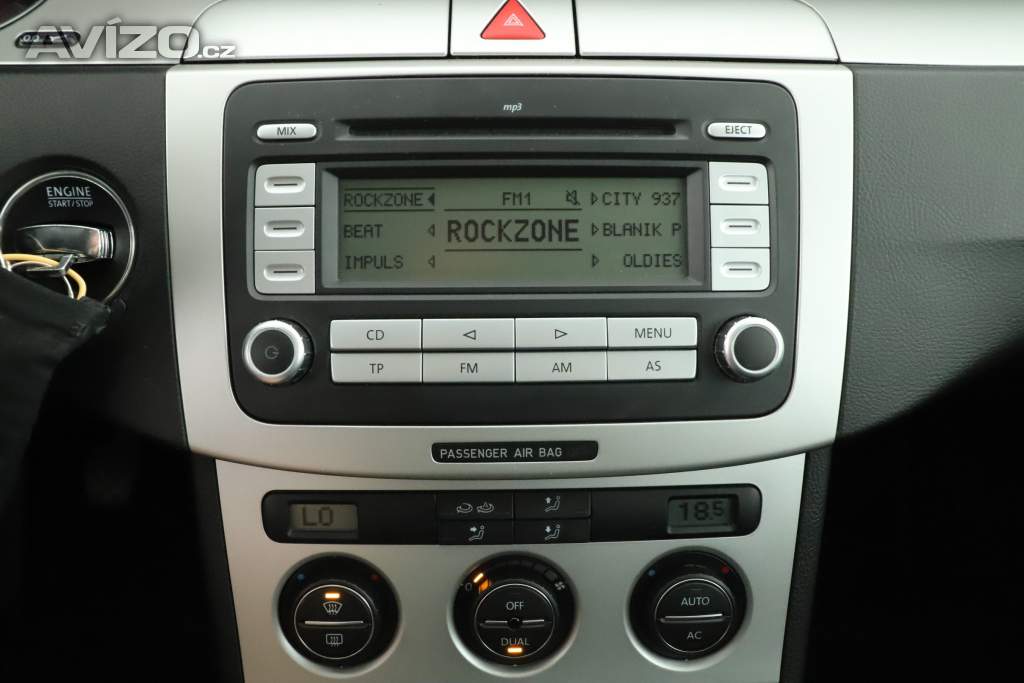 AVÍZO.cz
mp3
MIX
EJECT
ENGINE
START/STOP
ROCKZONE FM1 CITY 937
BEAT ROCKZONE BLANIK P
IMPULS OLDIES
CD MENU
TP FM AM AS
PASSENGER AIR BAG
LO
18.5
OFF
DUAL
AUTO
AC